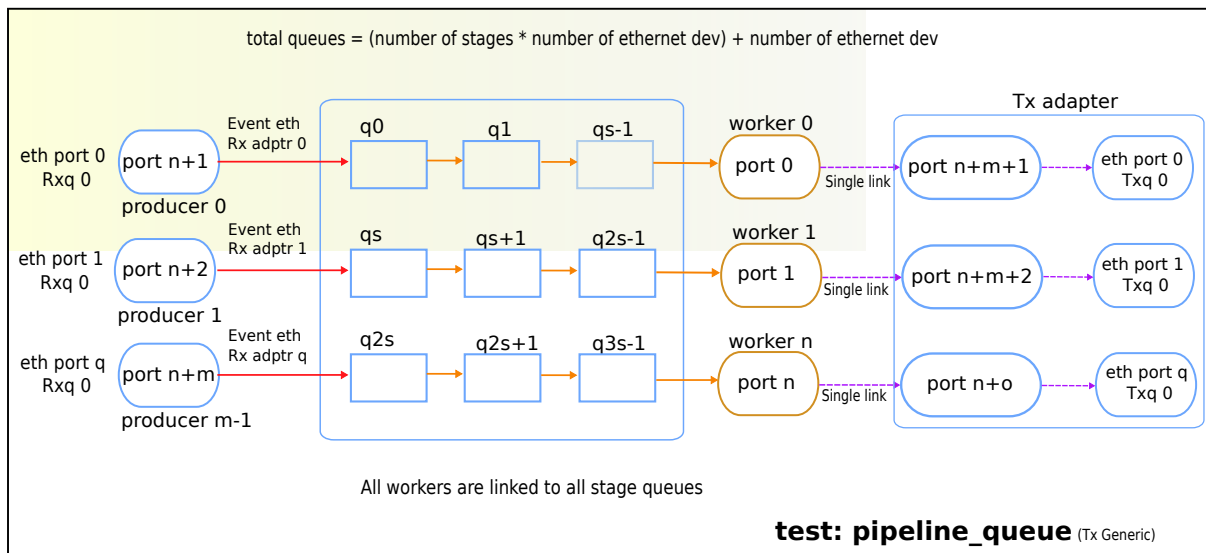 total queues = (number of stages * number of ethernet dev) + number of ethernet dev
Tx adapter
eth port 0
Rxq 0
port n+1
producer 0
Event eth
Rx adptr 0
q0
q1
qs-1
worker 0
port 0
Single link
port n+m+1
eth port 0
Txq 0
eth port 1
Rxq 0
port n+2
producer 1
Event eth
Rx adptr 1
qs
qs+1
q2s-1
worker 1
port 1
Single link
port n+m+2
eth port 1
Txq 0
eth port q
Rxq 0
port n+m
producer m-1
Event eth
Rx adptr q
q2s
q2s+1
q3s-1
worker n
port n
Single link
port n+o
eth port q
Txq 0
All workers are linked to all stage queues
test: pipeline_queue (Tx Generic)